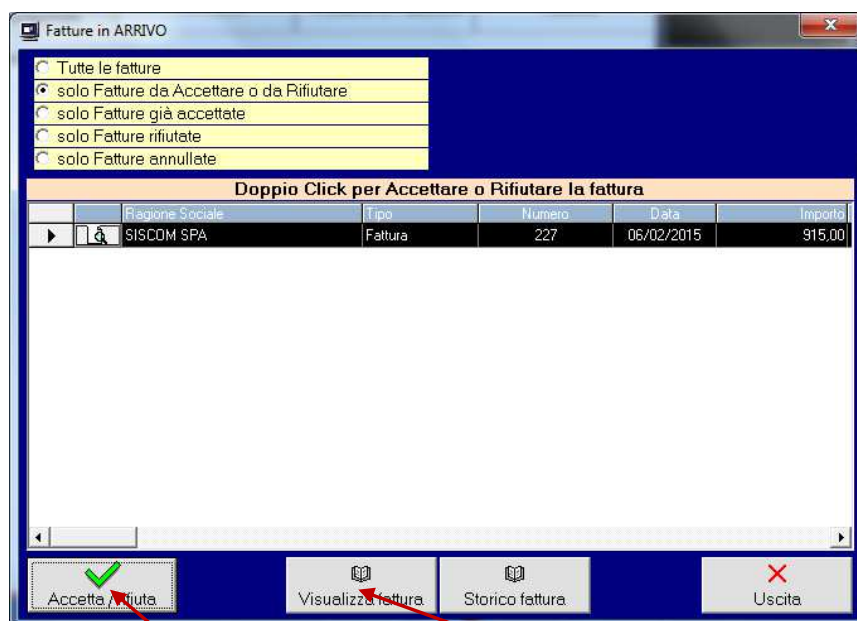 Fatture in ARRIVO
Tutte le fatture
solo Fatture da Accettare o da Rifiutare
solo Fatture già accettate
solo Fatture rifiutate
solo Fatture annullate
Doppio Click per Accettare o Rifiutare la fattura
Ragione Sociale Tipo Numero Data Importo
SISCOM SPA Fattura 227 06/02/2015 915,00
Accetta / rifiuta Visualizza fattura Storico fattura Uscita